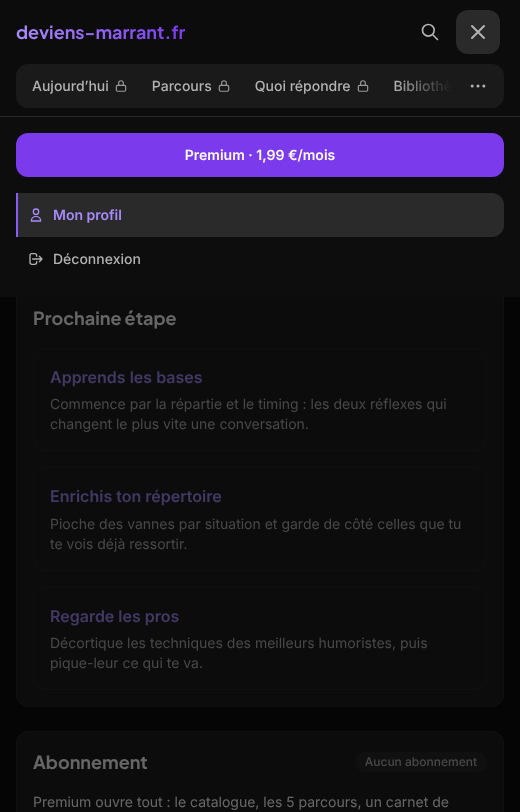 deviens-marrant.fr
Aujourd'hui
Parcours
Quoi répondre
Biblioth
Premium · 1,99 €/mois
Mon profil
Déconnexion
Prochaine étape
Apprends les bases
Commence par la répartie et le timing : les deux réflexes qui
changent le plus vite une conversation.
Enrichis ton répertoire
Pioche des vannes par situation et garde de côté celles que tu
te vois déjà ressortir.
Regarde les pros
Décortique les techniques des meilleurs humoristes, puis
pique-leur ce qui te va.
Abonnement
Aucun abonnement
Premium ouvre tout : le catalogue, les 5 parcours, un carnet de